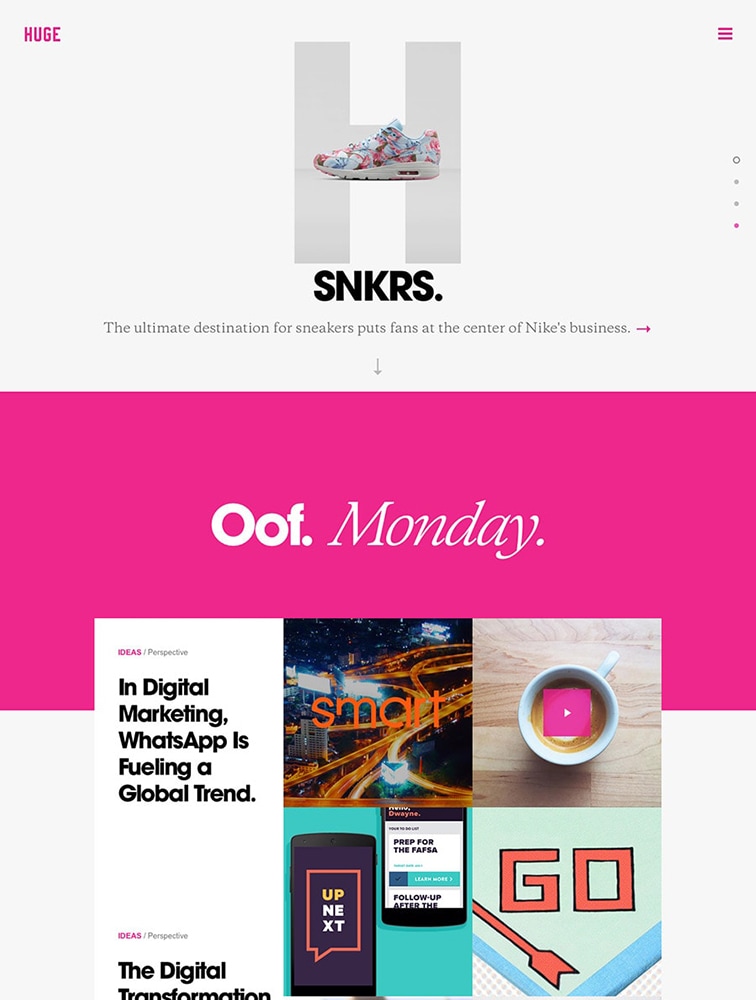 HUGE
SNKRS.
The ultimate destination for sneakers puts fans at the center of Nike's business. →
Oof. Monday.
IDEAS / Perspective
In Digital
Marketing,
WhatsApp Is
Fueling a
Global Trend.
smart
Hello,
Dwayne.
YOUR TO DO LIST
PREP FOR
THE FAFSA
LEARN MORE >
FOLLOW-UP
AFTER THE
UP
NE
XT
GO
IDEAS / Perspective
The Digital
Transformation